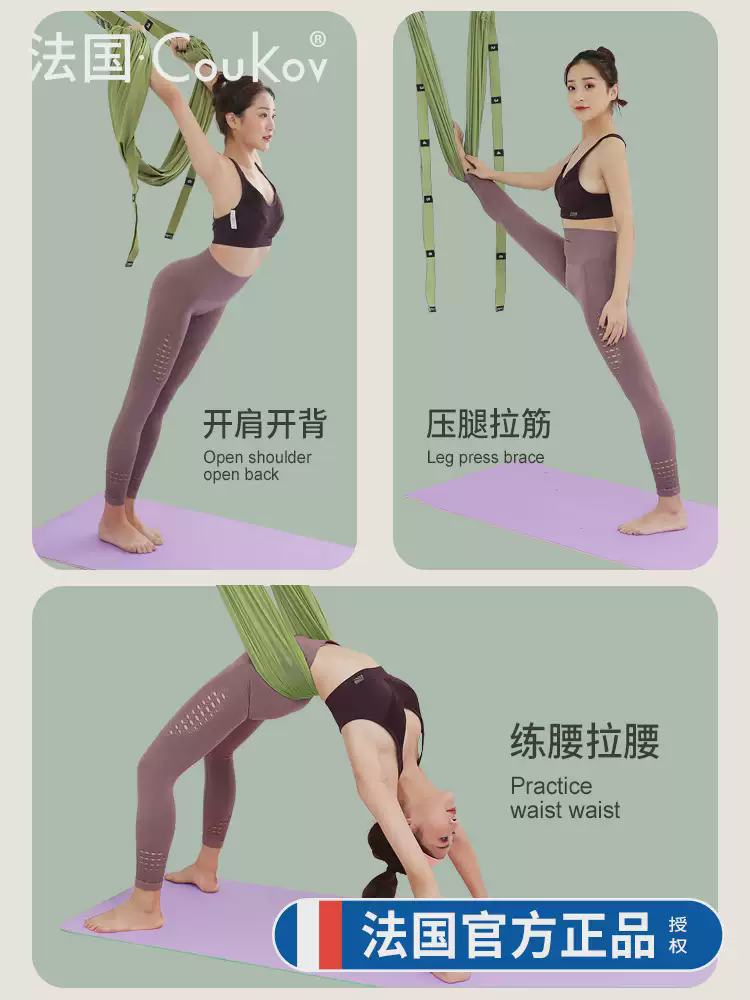 法国·CouKov®
开肩开背
Open shoulder
open back
压腿拉筋
Leg press brace
练腰拉腰
Practice
waist waist
法国官方正品 授权